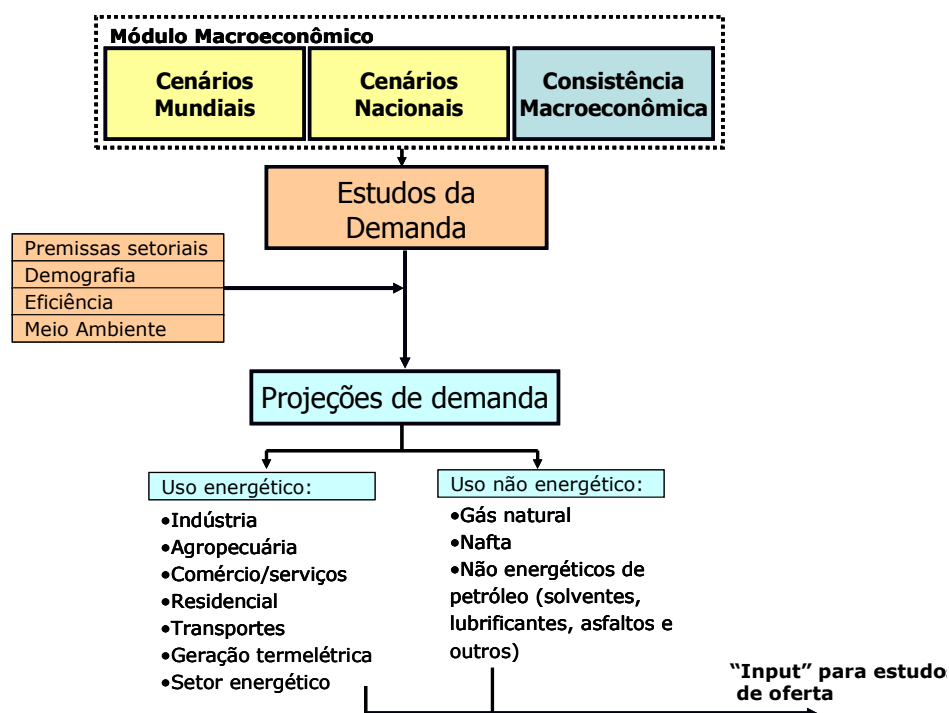 Módulo Macroeconômico
Cenários
Mundiais
Cenários
Nacionais
Consistência
Macroeconômica
Estudos da
Demanda
Premissas setoriais
Demografia
Eficiência
Meio Ambiente
Projeções de demanda
Uso energético:
•Indústria
•Agropecuária
•Comércio/serviços
•Residencial
•Transportes
•Geração termelétrica
•Setor energético
Uso não energético:
•Gás natural
•Nafta
•Não energéticos de
petróleo (solventes,
lubrificantes, asfaltos e
outros)
“Input” para estudos
de oferta